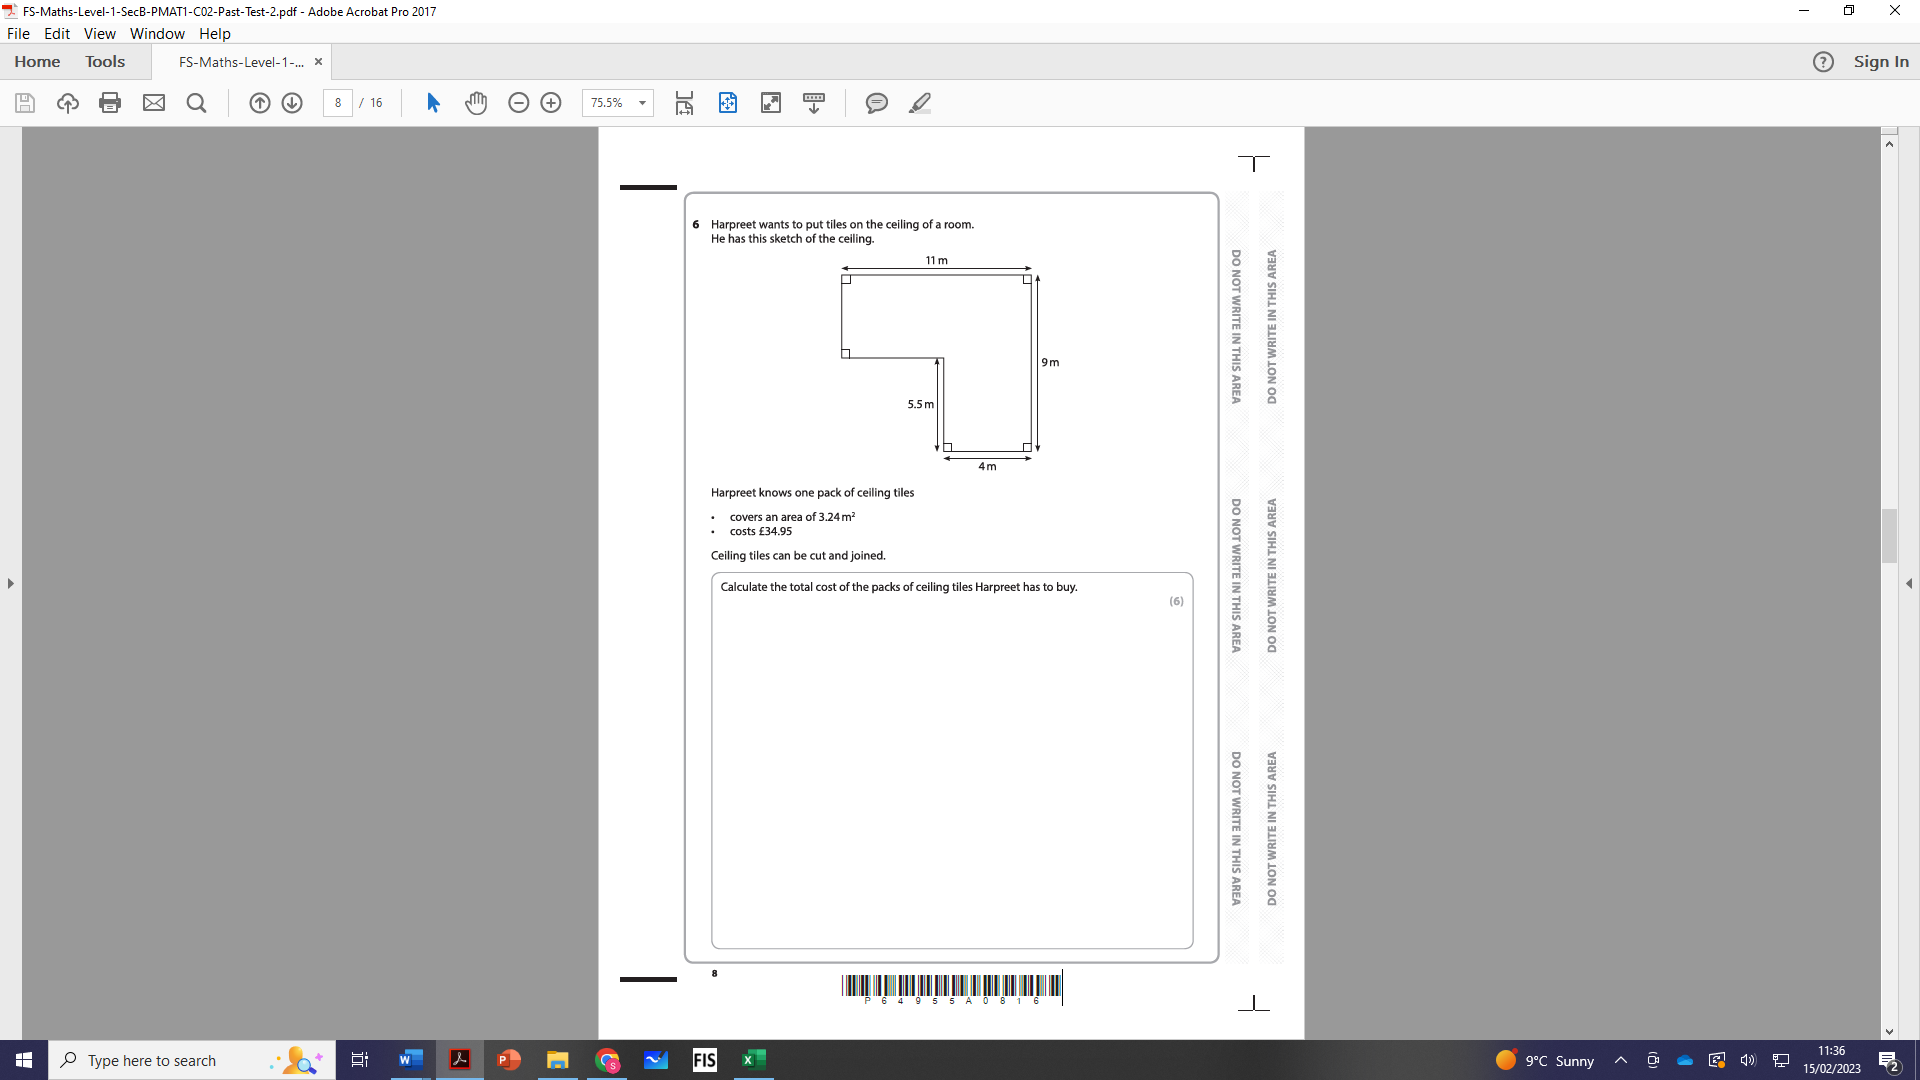 FS-Maths-Level-1-SecB-PMAT1-C02-Past-Test-2.pdf - Adobe Acrobat Pro 2017
File Edit View Window Help
Home Tools FS-Maths-Level-1-... × ? Sign In
8 / 16 75.5%
6 Harpreet wants to put tiles on the ceiling of a room.
He has this sketch of the ceiling.
11 m
9 m
5.5 m
4 m
Harpreet knows one pack of ceiling tiles
• covers an area of 3.24 m²
• costs £34.95
Ceiling tiles can be cut and joined.
Calculate the total cost of the packs of ceiling tiles Harpreet has to buy.
(6)
DO NOT WRITE IN THIS AREA
DO NOT WRITE IN THIS AREA
DO NOT WRITE IN THIS AREA
DO NOT WRITE IN THIS AREA
DO NOT WRITE IN THIS AREA
DO NOT WRITE IN THIS AREA
8
P 6 4 9 5 5 A 0 8 1 6
Type here to search
W
P
S
FIS
X
9°C Sunny
11:36
15/02/2023
2